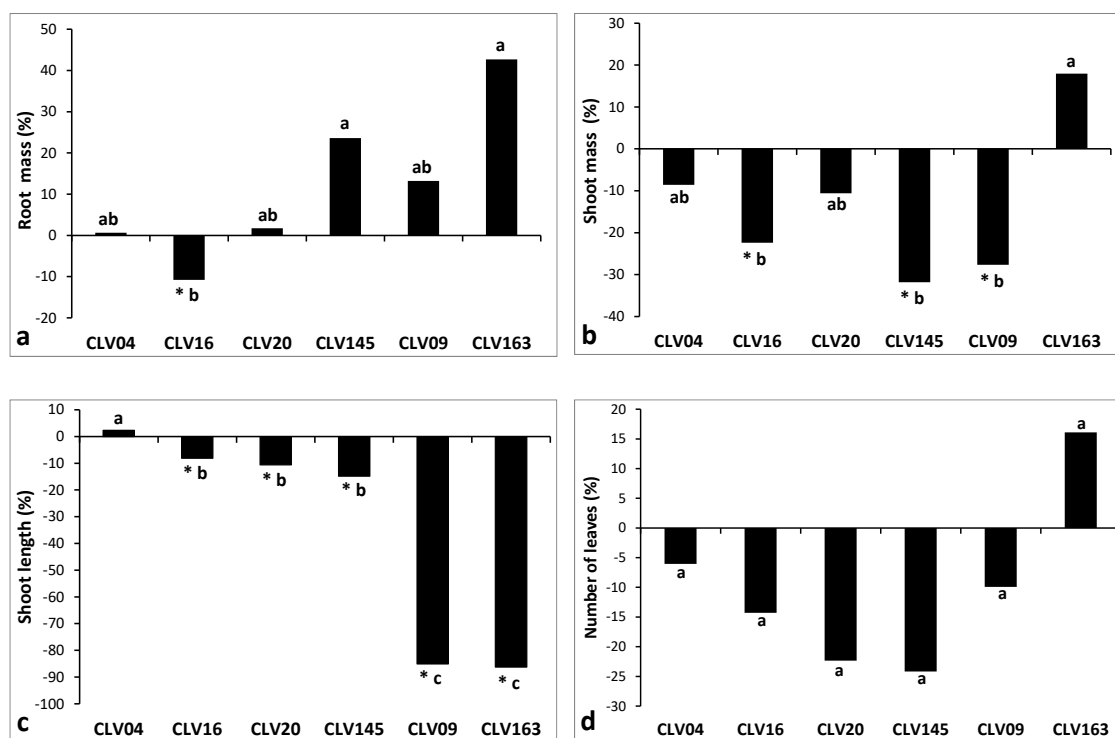 50
40
30
20
10
0
-10
-20
Root mass (%)
ab
* b
ab
a
ab
a
a
CLV04 CLV16 CLV20 CLV145 CLV09 CLV163
30
20
10
0
-10
-20
-30
-40
Shoot mass (%)
ab
* b
ab
* b
* b
a
b
CLV04 CLV16 CLV20 CLV145 CLV09 CLV163
10
0
-10
-20
-30
-40
-50
-60
-70
-80
-90
-100
Shoot length (%)
a
* b
* b
* b
* c
* c
c
CLV04 CLV16 CLV20 CLV145 CLV09 CLV163
20
15
10
5
0
-5
-10
-15
-20
-25
-30
Number of leaves (%)
a
a
a
a
a
a
d
CLV04 CLV16 CLV20 CLV145 CLV09 CLV163